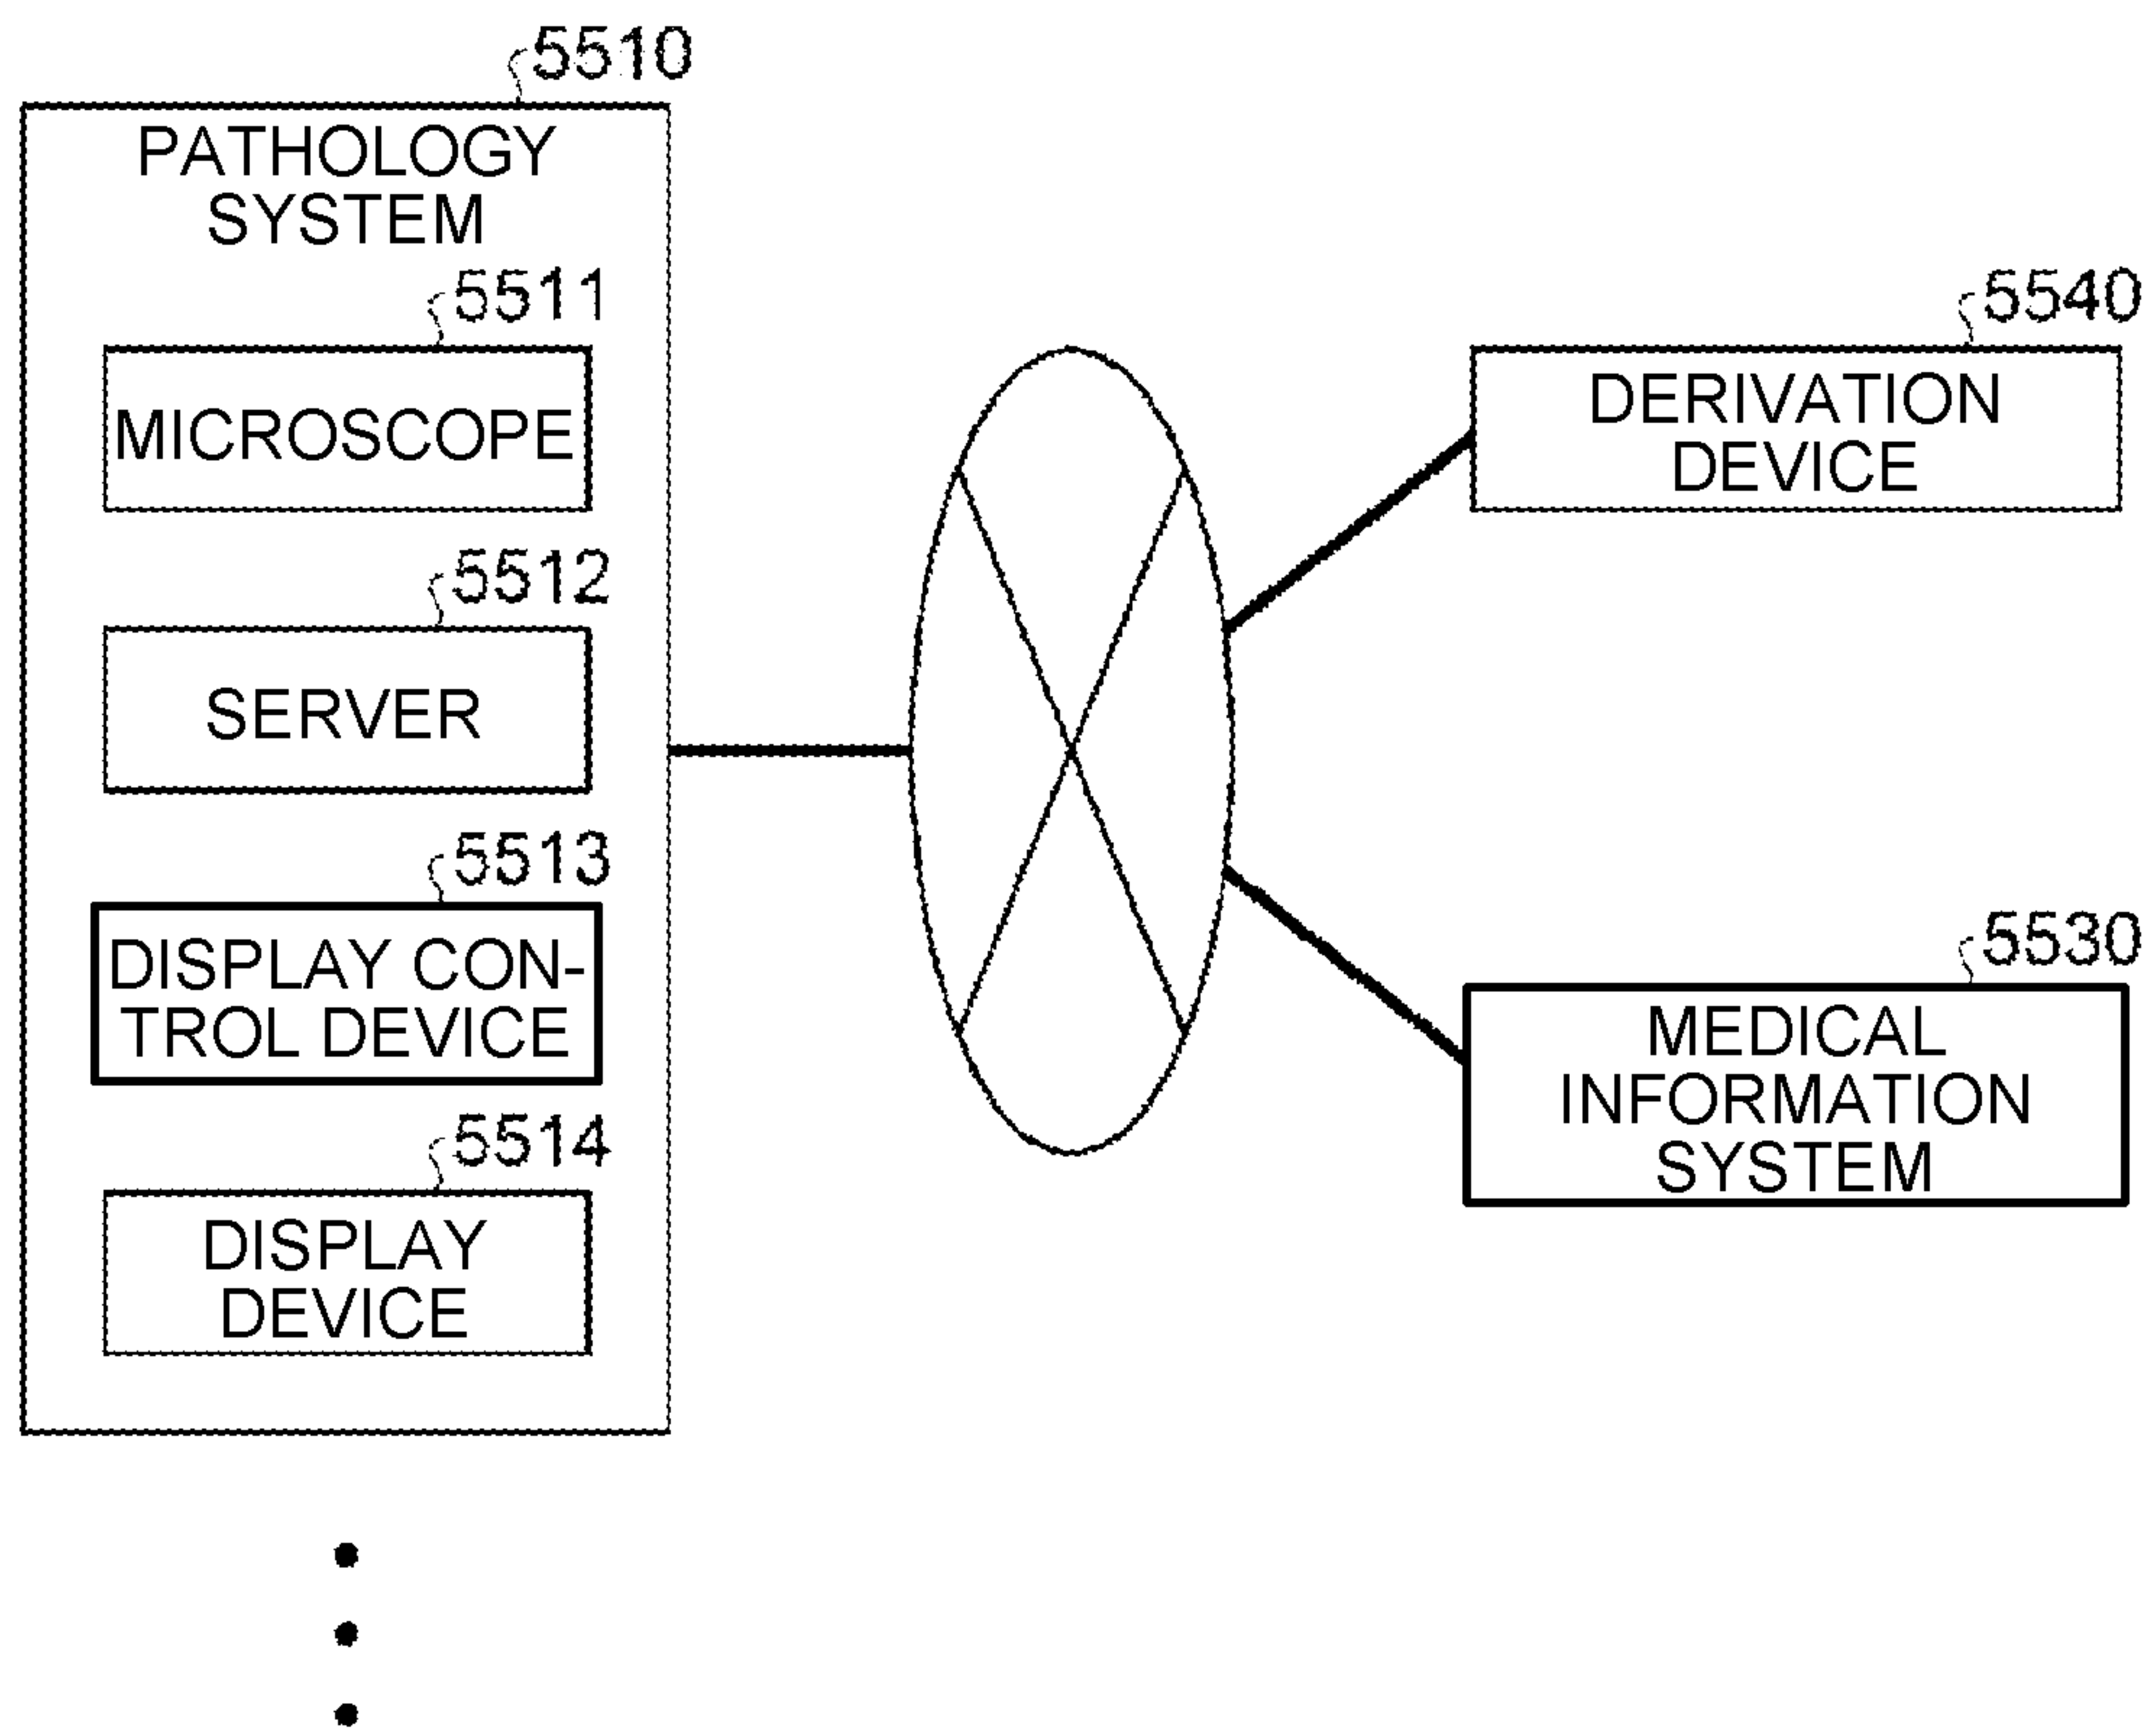 5510
PATHOLOGY
SYSTEM
5511
MICROSCOPE
5512
SERVER
5513
DISPLAY CON-
TROL DEVICE
5514
DISPLAY
DEVICE
5540
DERIVATION
DEVICE
5530
MEDICAL
INFORMATION
SYSTEM